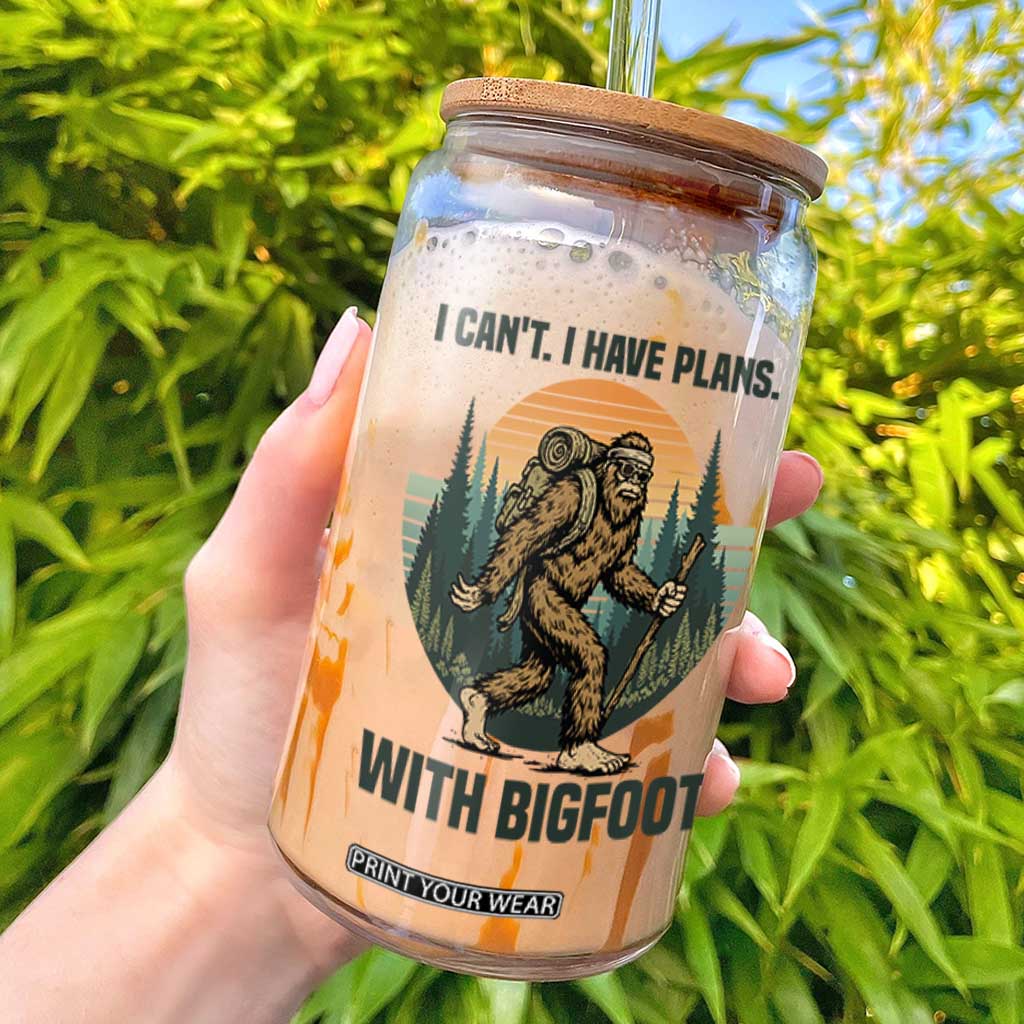 I CAN'T. I HAVE PLANS.
WITH BIGFOOT
PRINT YOUR WEAR